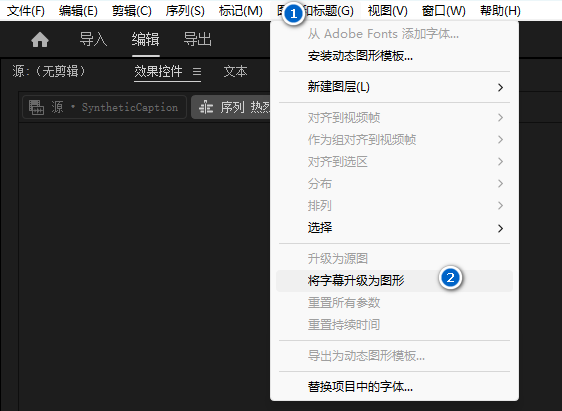 文件(F) 编辑(E) 剪辑(C) 序列(S) 标记(M) 和标题(G) 视图(V) 窗口(W) 帮助(H)
1
导入 编辑 导出
从 Adobe Fonts 添加字体...
安装动态图形模板...
源:（无剪辑） 效果控件 文本
新建图层(L)
源 • SyntheticCaption 序列 热烈
对齐到视频帧
作为组对齐到视频帧
对齐到选区
分布
排列
选择
升级为源图
将字幕升级为图形 2
重置所有参数
重置持续时间
导出为动态图形模板...
替换项目中的字体...